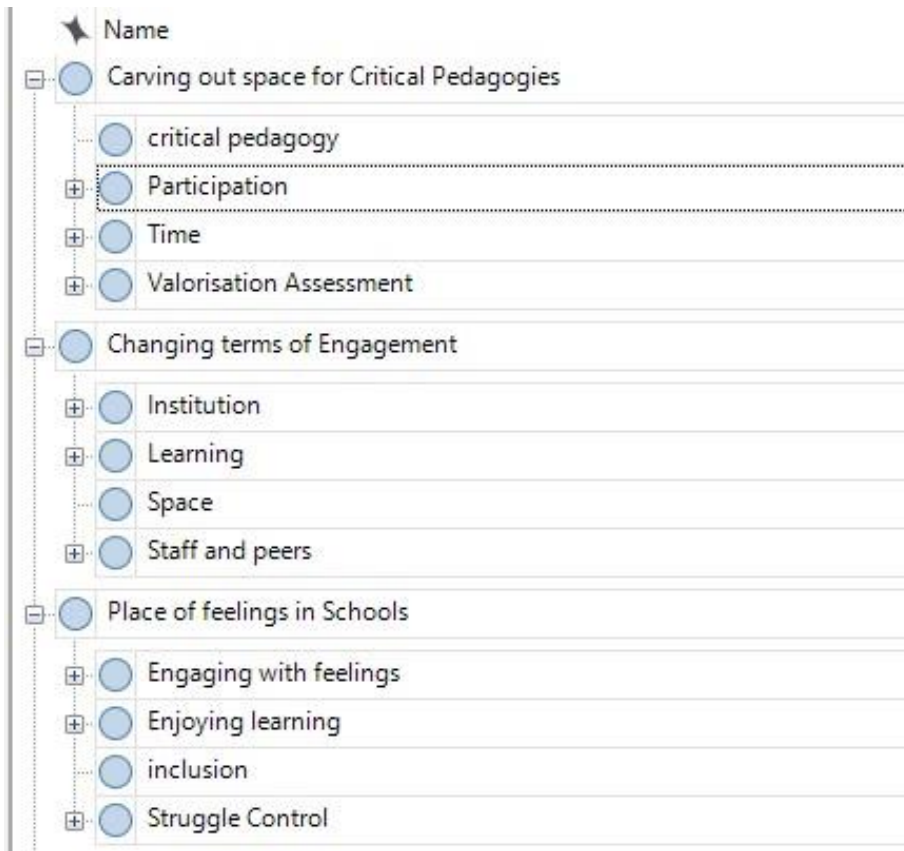 Name
Carving out space for Critical Pedagogies
critical pedagogy
Participation
Time
Valorisation Assessment
Changing terms of Engagement
Institution
Learning
Space
Staff and peers
Place of feelings in Schools
Engaging with feelings
Enjoying learning
inclusion
Struggle Control